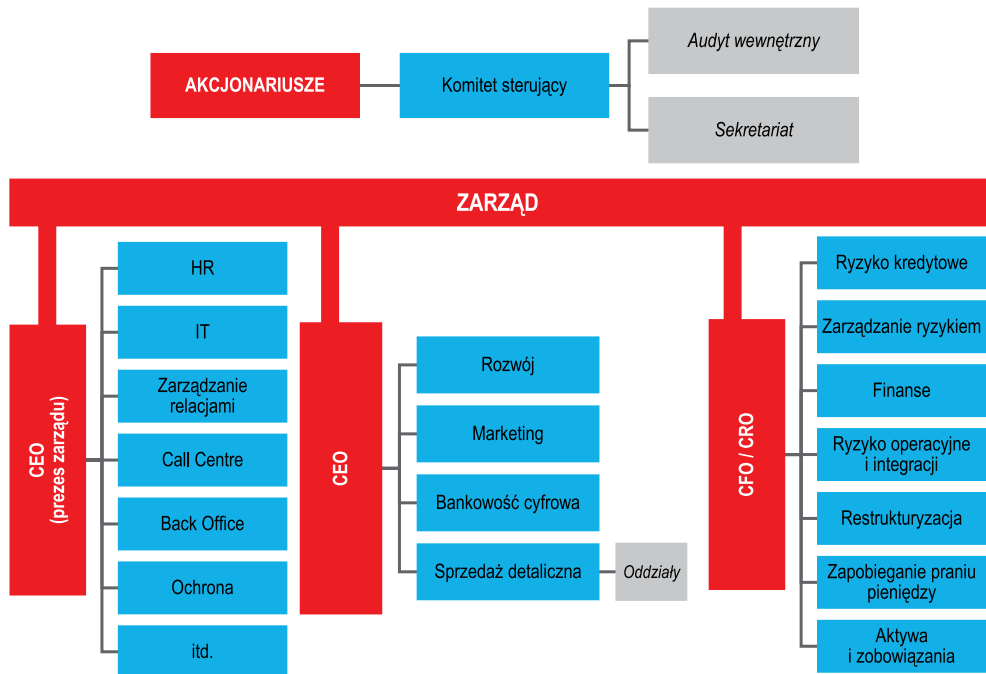 Audyt wewnętrzny
AKCJONARIUSZE
Komitet sterujący
Sekretariat
ZARZĄD
CEO
(prezes zarządu)
HR
IT
Zarządzanie
relacjami
Call Centre
Back Office
Ochrona
itd.
CEO
Rozwój
Marketing
Bankowość cyfrowa
Sprzedaż detaliczna
Oddziały
CFO / CRO
Ryzyko kredytowe
Zarządzanie ryzykiem
Finanse
Ryzyko operacyjne
i integracji
Restrukturyzacja
Zapobieganie praniu
pieniędzy
Aktywa
i zobowiązania